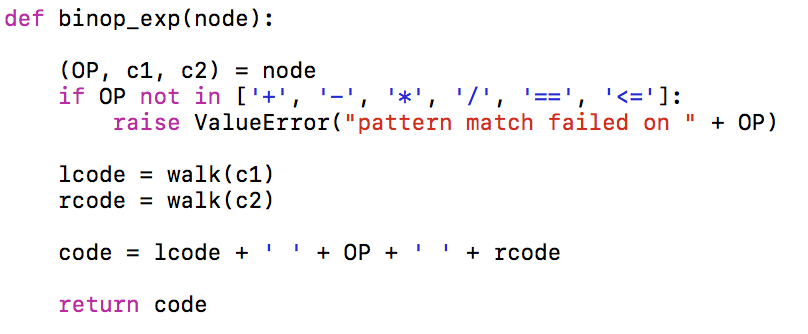 def binop_exp(node):
    (OP, c1, c2) = node
    if OP not in ['+', '-', '*', '/', '==', '<=']:
        raise ValueError("pattern match failed on " + OP)
    lcode = walk(c1)
    rcode = walk(c2)
    code = lcode + ' ' + OP + ' ' + rcode
    return code